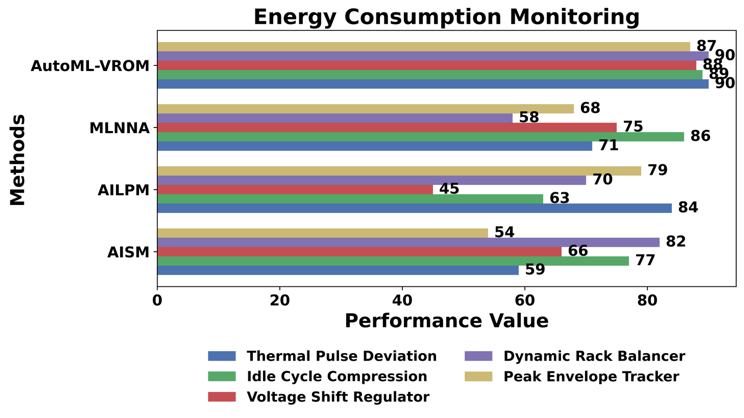 Energy Consumption Monitoring
Methods
AutoML-VROM
87
90
88
89
90
MLNNA
68
58
75
86
71
AILPM
79
70
45
63
84
AISM
54
82
66
77
59
0 20 40 60 80
Performance Value
Thermal Pulse Deviation
Idle Cycle Compression
Voltage Shift Regulator
Dynamic Rack Balancer
Peak Envelope Tracker